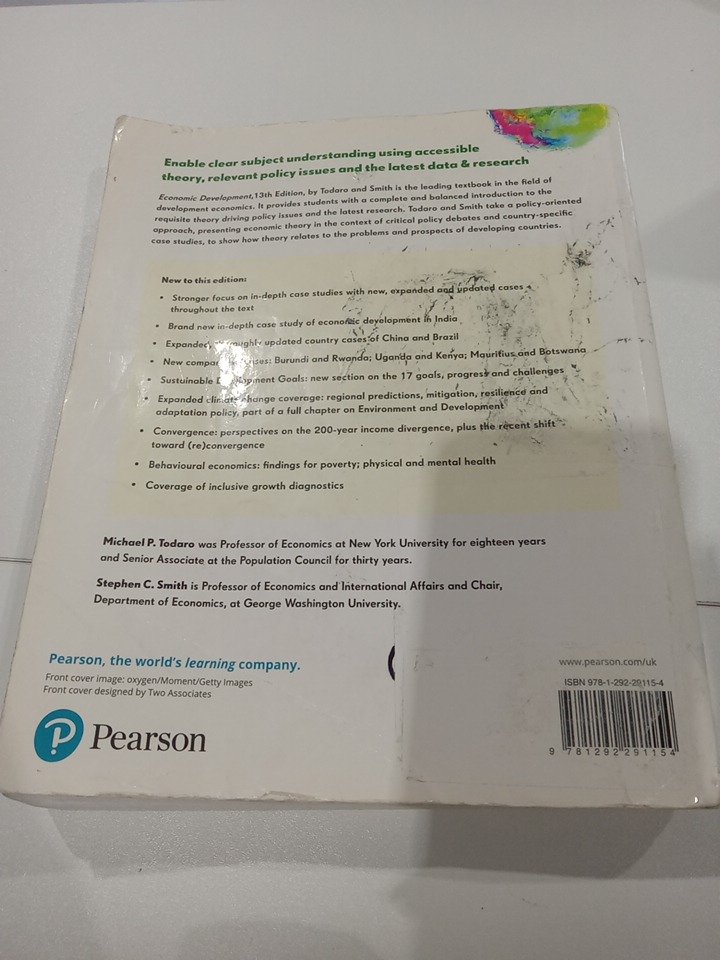 Enable clear subject understanding using accessible
theory, relevant policy issues and the latest data & research
Economic Development, 13th Edition, by Todaro and Smith is the leading textbook in the field of
development economics. It provides students with a complete and balanced introduction to the
requisite theory driving policy issues and the latest research. Todaro and Smith take a policy-oriented
approach, presenting economic theory in the context of critical policy debates and country-specific
case studies, to show how theory relates to the problems and prospects of developing countries.
New to this edition:
• Stronger focus on in-depth case studies with new, expanded and updated cases
throughout the text
• Brand new in-depth case study of economic development in India
• Expanded, updated country cases of China and Brazil
• New Burundi and Rwanda; Uganda and Kenya; Mauritius and Botswana
• Sustainable Development Goals: new section on the 17 goals, progress and challenges
• Expanded climate change coverage: regional predictions, mitigation, resilience and
adaptation policy, part of a full chapter on Environment and Development
• Convergence: perspectives on the 200-year income divergence, plus the recent shift
toward (re)convergence
• Behavioural economics: findings for poverty; physical and mental health
• Coverage of inclusive growth diagnostics
Michael P. Todaro was Professor of Economics at New York University for eighteen years
and Senior Associate at the Population Council for thirty years.
Stephen C. Smith is Professor of Economics and International Affairs and Chair,
Department of Economics, at George Washington University.
Pearson, the world's learning company.
Front cover image: oxygen/Moment/Getty Images
Front cover designed by Two Associates
P Pearson
www.pearson.com/uk
ISBN 978-1-292-29115-4
9 781292 291154